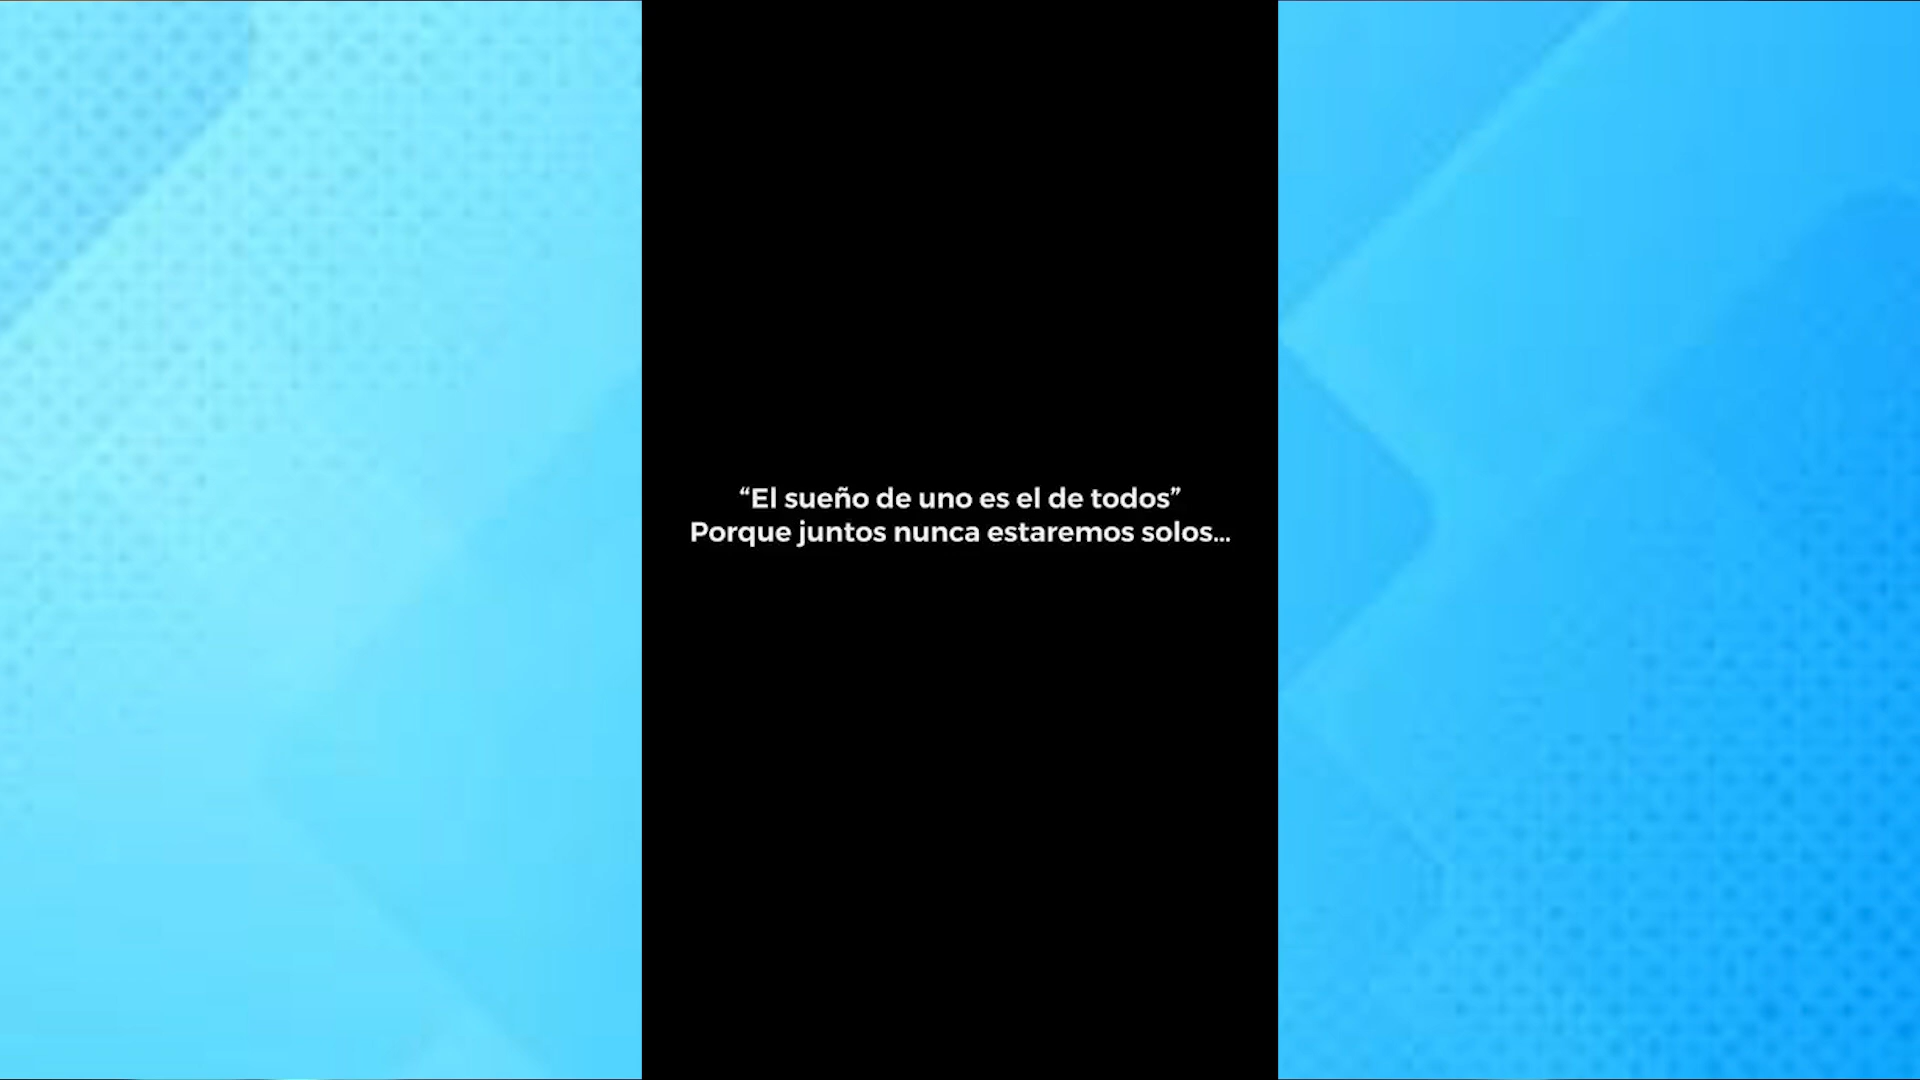 “El sueño de uno es el de todos”
Porque juntos nunca estaremos solos...